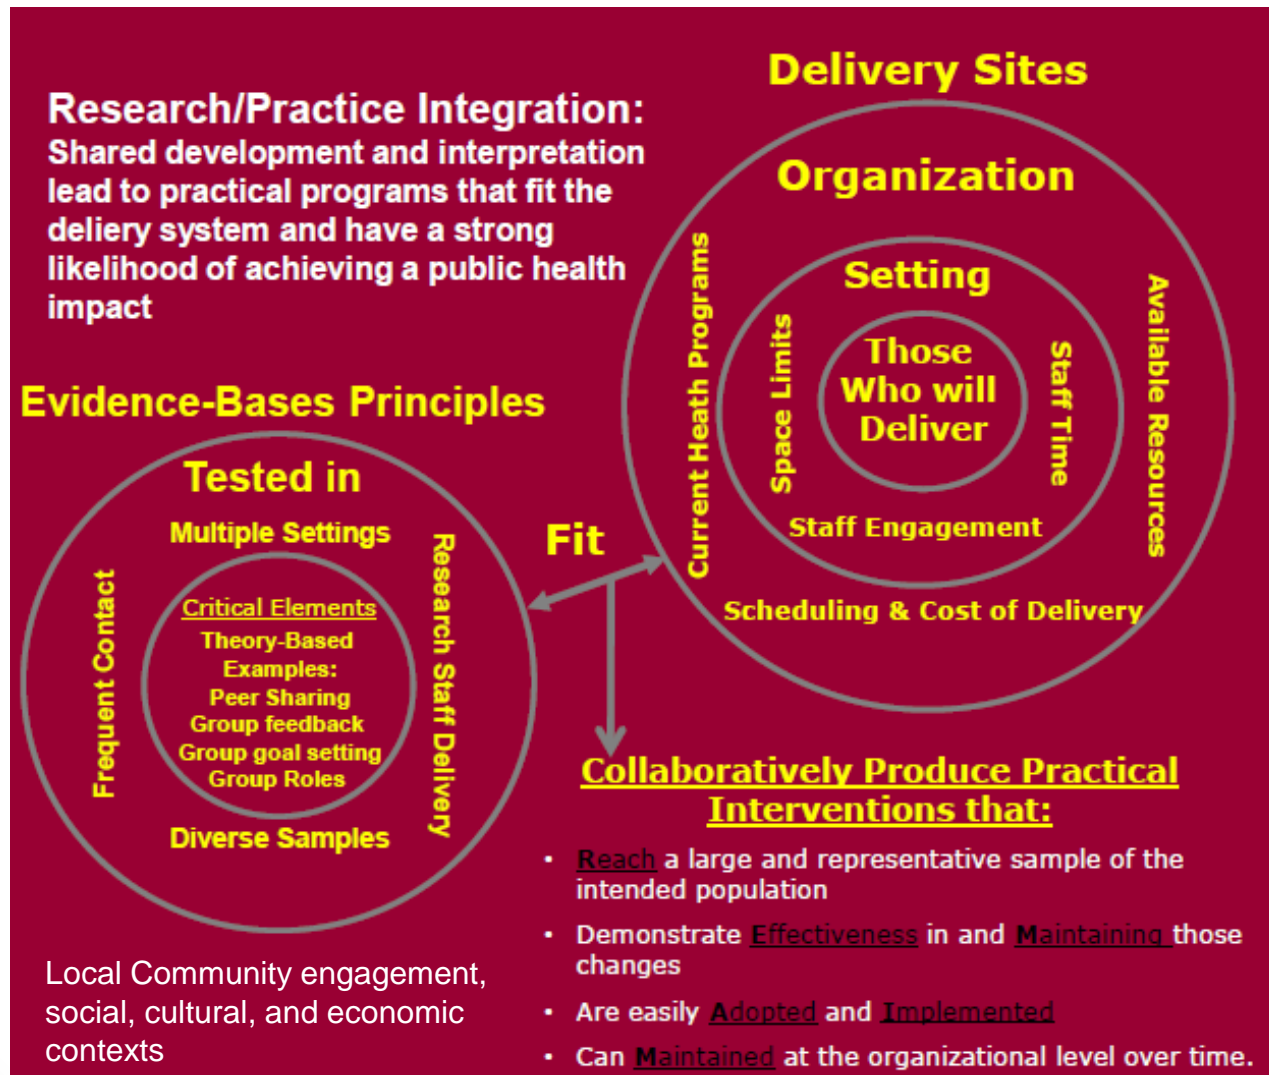 Research/Practice Integration:
Shared development and interpretation
lead to practical programs that fit the
deliery system and have a strong
likelihood of achieving a public health
impact
Delivery Sites
Organization
Current Heath Programs
Available Resources
Scheduling & Cost of Delivery
Setting
Space Limits
Staff Time
Staff Engagement
Those
Who will
Deliver
Evidence-Bases Principles
Tested in
Multiple Settings
Frequent Contact
Research Staff Delivery
Critical Elements
Theory-Based
Examples:
Peer Sharing
Group feedback
Group goal setting
Group Roles
Diverse Samples
Fit
Collaboratively Produce Practical
Interventions that:
• Reach a large and representative sample of the
intended population
• Demonstrate Effectiveness in and Maintaining those
changes
• Are easily Adopted and Implemented
• Can Maintained at the organizational level over time.
Local Community engagement,
social, cultural, and economic
contexts